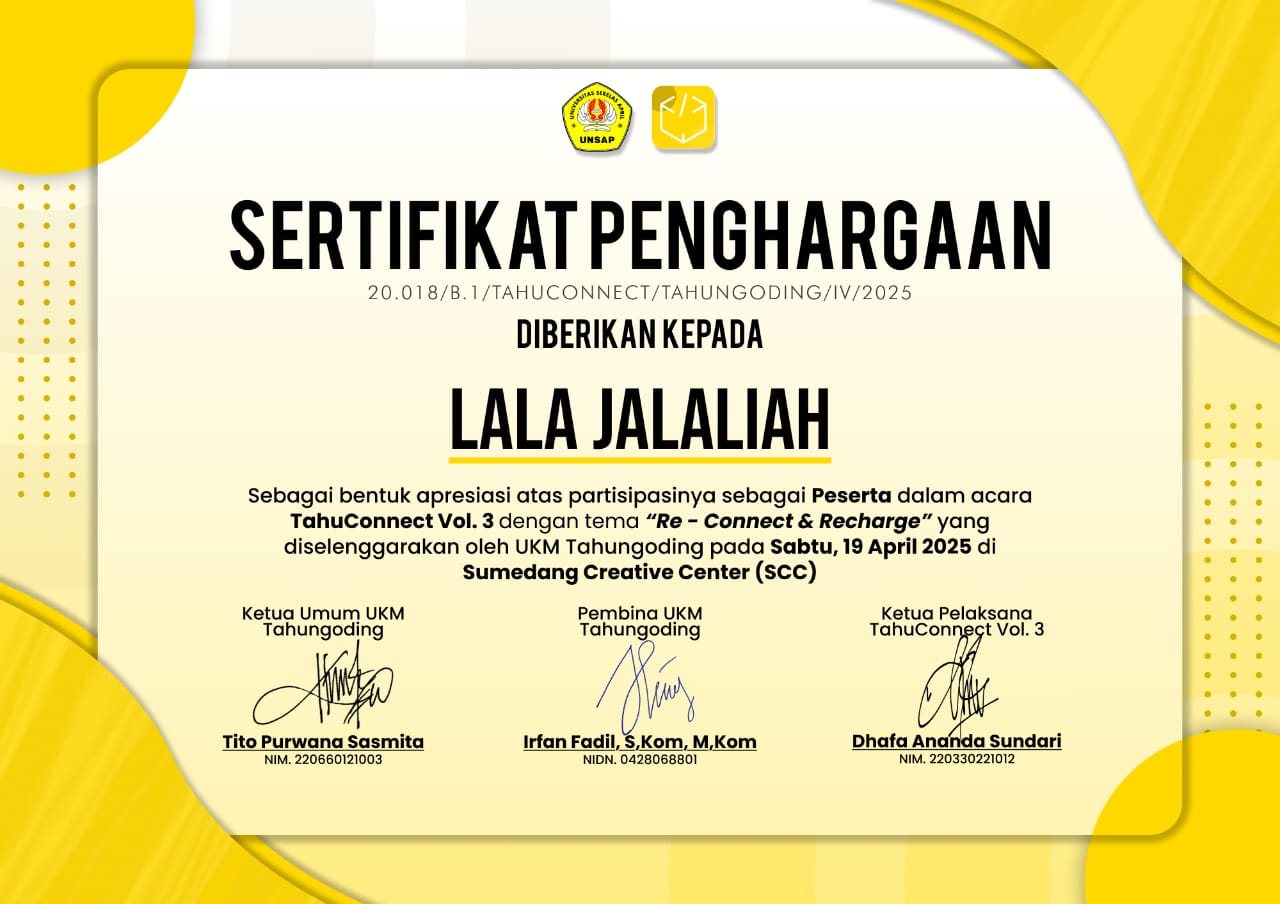 UNIVERSITAS SEBELAS APRIL
UNSAP
SERTIFIKAT PENGHARGAAN
20.018/B.1/TAHUCONNECT/TAHUNGODING/IV/2025
DIBERIKAN KEPADA
LALA JALALIAH
Sebagai bentuk apresiasi atas partisipasinya sebagai Peserta dalam acara
TahuConnect Vol. 3 dengan tema “Re - Connect & Recharge” yang
diselenggarakan oleh UKM Tahungoding pada Sabtu, 19 April 2025 di
Sumedang Creative Center (SCC)
Ketua Umum UKM
Tahungoding
Tito Purwana Sasmita
NIM. 220660121003
Pembina UKM
Tahungoding
Irfan Fadil, S,Kom, M,Kom
NIDN. 0428068801
Ketua Pelaksana
TahuConnect Vol. 3
Dhafa Ananda Sundari
NIM. 220330221012